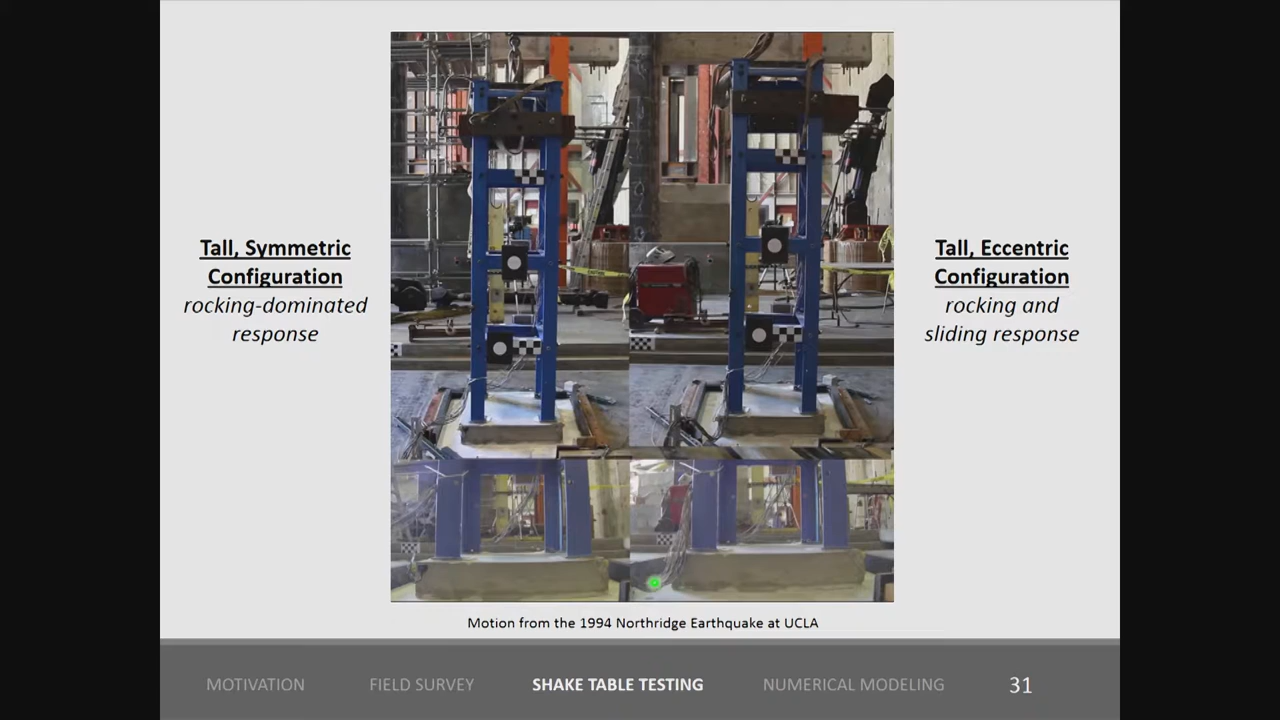 Tall, Symmetric
Configuration
rocking-dominated
response
Tall, Eccentric
Configuration
rocking and
sliding response
Motion from the 1994 Northridge Earthquake at UCLA
MOTIVATION
FIELD SURVEY
SHAKE TABLE TESTING
NUMERICAL MODELING
31